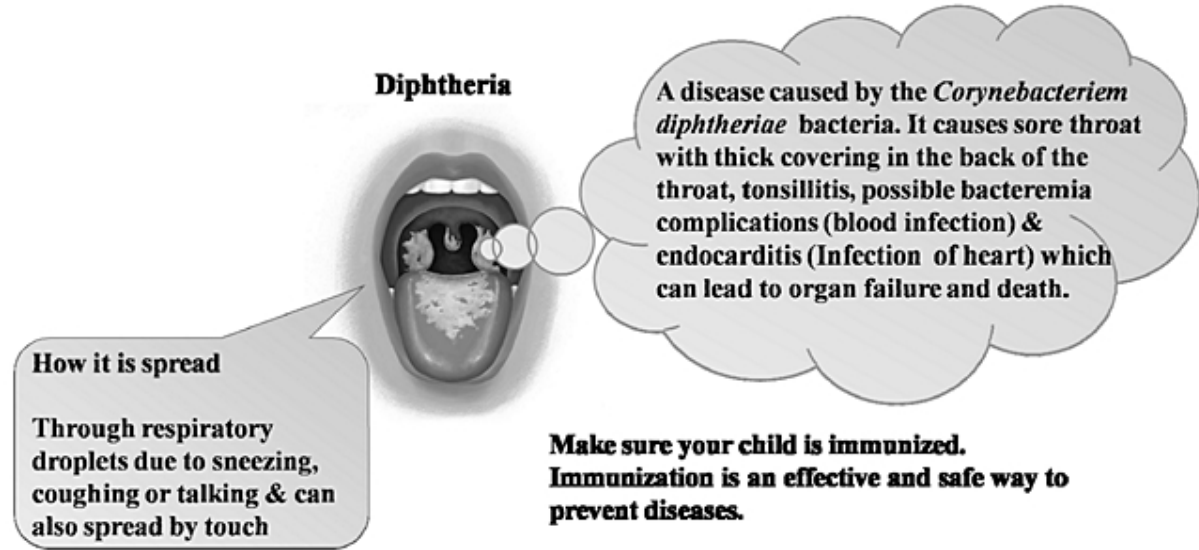 Diphtheria
A disease caused by the Corynebacteriem
diphtheriae bacteria. It causes sore throat
with thick covering in the back of the
throat, tonsillitis, possible bacteremia
complications (blood infection) &
endocarditis (Infection of heart) which
can lead to organ failure and death.
How it is spread
Through respiratory
droplets due to sneezing,
coughing or talking & can
also spread by touch
Make sure your child is immunized.
Immunization is an effective and safe way to
prevent diseases.